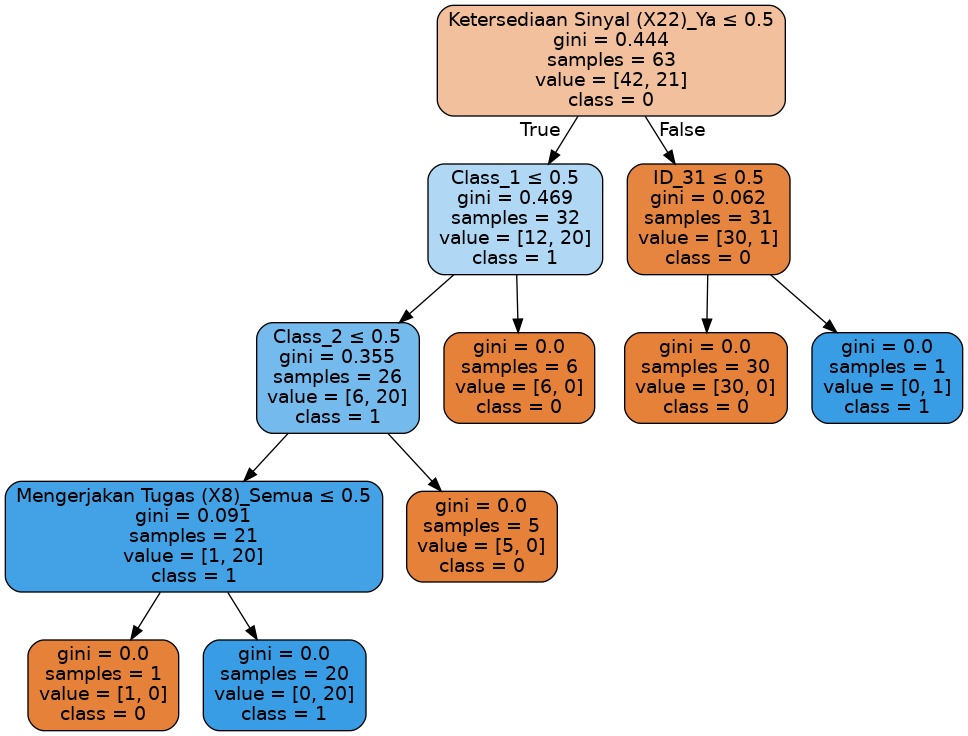 Ketersediaan Sinyal (X22)_Ya ≤ 0.5
gini = 0.444
samples = 63
value = [42, 21]
class = 0
True
False
Class_1 ≤ 0.5
gini = 0.469
samples = 32
value = [12, 20]
class = 1
ID_31 ≤ 0.5
gini = 0.062
samples = 31
value = [30, 1]
class = 0
Class_2 ≤ 0.5
gini = 0.355
samples = 26
value = [6, 20]
class = 1
gini = 0.0
samples = 6
value = [6, 0]
class = 0
gini = 0.0
samples = 30
value = [30, 0]
class = 0
gini = 0.0
samples = 1
value = [0, 1]
class = 1
Mengerjakan Tugas (X8)_Semua ≤ 0.5
gini = 0.091
samples = 21
value = [1, 20]
class = 1
gini = 0.0
samples = 5
value = [5, 0]
class = 0
gini = 0.0
samples = 1
value = [1, 0]
class = 0
gini = 0.0
samples = 20
value = [0, 20]
class = 1